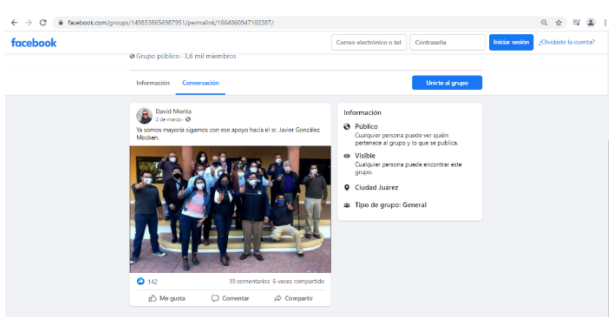 facebook.com/groups/1498538656987951/permalink/1664060947102387/
facebook
Correo electrónico o tel
Contraseña
Iniciar sesión
¿Olvidaste la cuenta?
Grupo público · 3,6 mil miembros
Información
Conversación
Unirte al grupo
David Morita
2 de marzo ·
Ya somos mayoría sigamos con ese apoyo hacia el sr. Javier González
Mocken.
142
19 comentarios 6 veces compartido
Me gusta
Comentar
Compartir
Información
Público
Cualquier persona puede ver quién
pertenece al grupo y lo que se publica.
Visible
Cualquier persona puede encontrar este
grupo.
Ciudad Juárez
Tipo de grupo: General